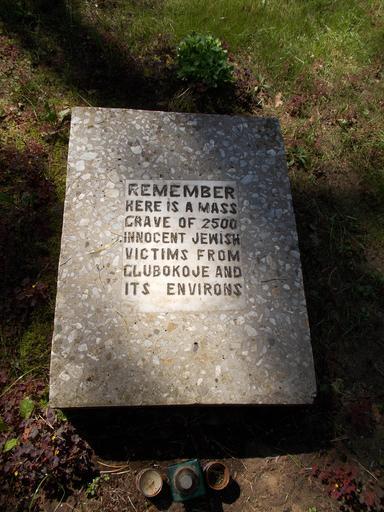 REMEMBER
HERE IS A MASS
GRAVE OF 2500
INNOCENT JEWISH
VICTIMS FROM
GLUBOKOJE AND
ITS ENVIRONS